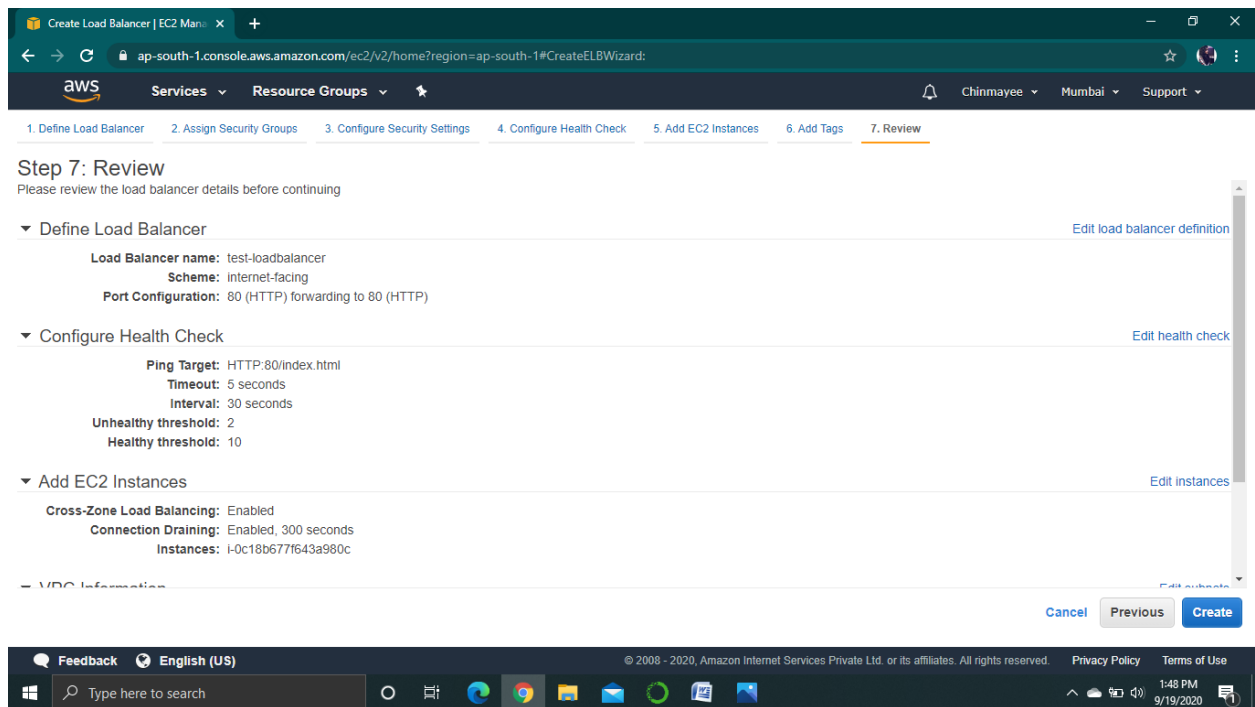 Create Load Balancer | EC2 Mana
ap-south-1.console.aws.amazon.com/ec2/v2/home?region=ap-south-1#CreateELBWizard:
aws Services Resource Groups Chinmayee Mumbai Support
1. Define Load Balancer 2. Assign Security Groups 3. Configure Security Settings 4. Configure Health Check 5. Add EC2 Instances 6. Add Tags 7. Review
Step 7: Review
Please review the load balancer details before continuing
Define Load Balancer Edit load balancer definition
Load Balancer name: test-loadbalancer
Scheme: internet-facing
Port Configuration: 80 (HTTP) forwarding to 80 (HTTP)
Configure Health Check Edit health check
Ping Target: HTTP:80/index.html
Timeout: 5 seconds
Interval: 30 seconds
Unhealthy threshold: 2
Healthy threshold: 10
Add EC2 Instances Edit instances
Cross-Zone Load Balancing: Enabled
Connection Draining: Enabled, 300 seconds
Instances: i-0c18b677f643a980c
VPC Information Edit subnets
Cancel Previous Create
Feedback English (US) © 2008 - 2020, Amazon Internet Services Private Ltd. or its affiliates. All rights reserved. Privacy Policy Terms of Use
Type here to search 1:48 PM
9/19/2020